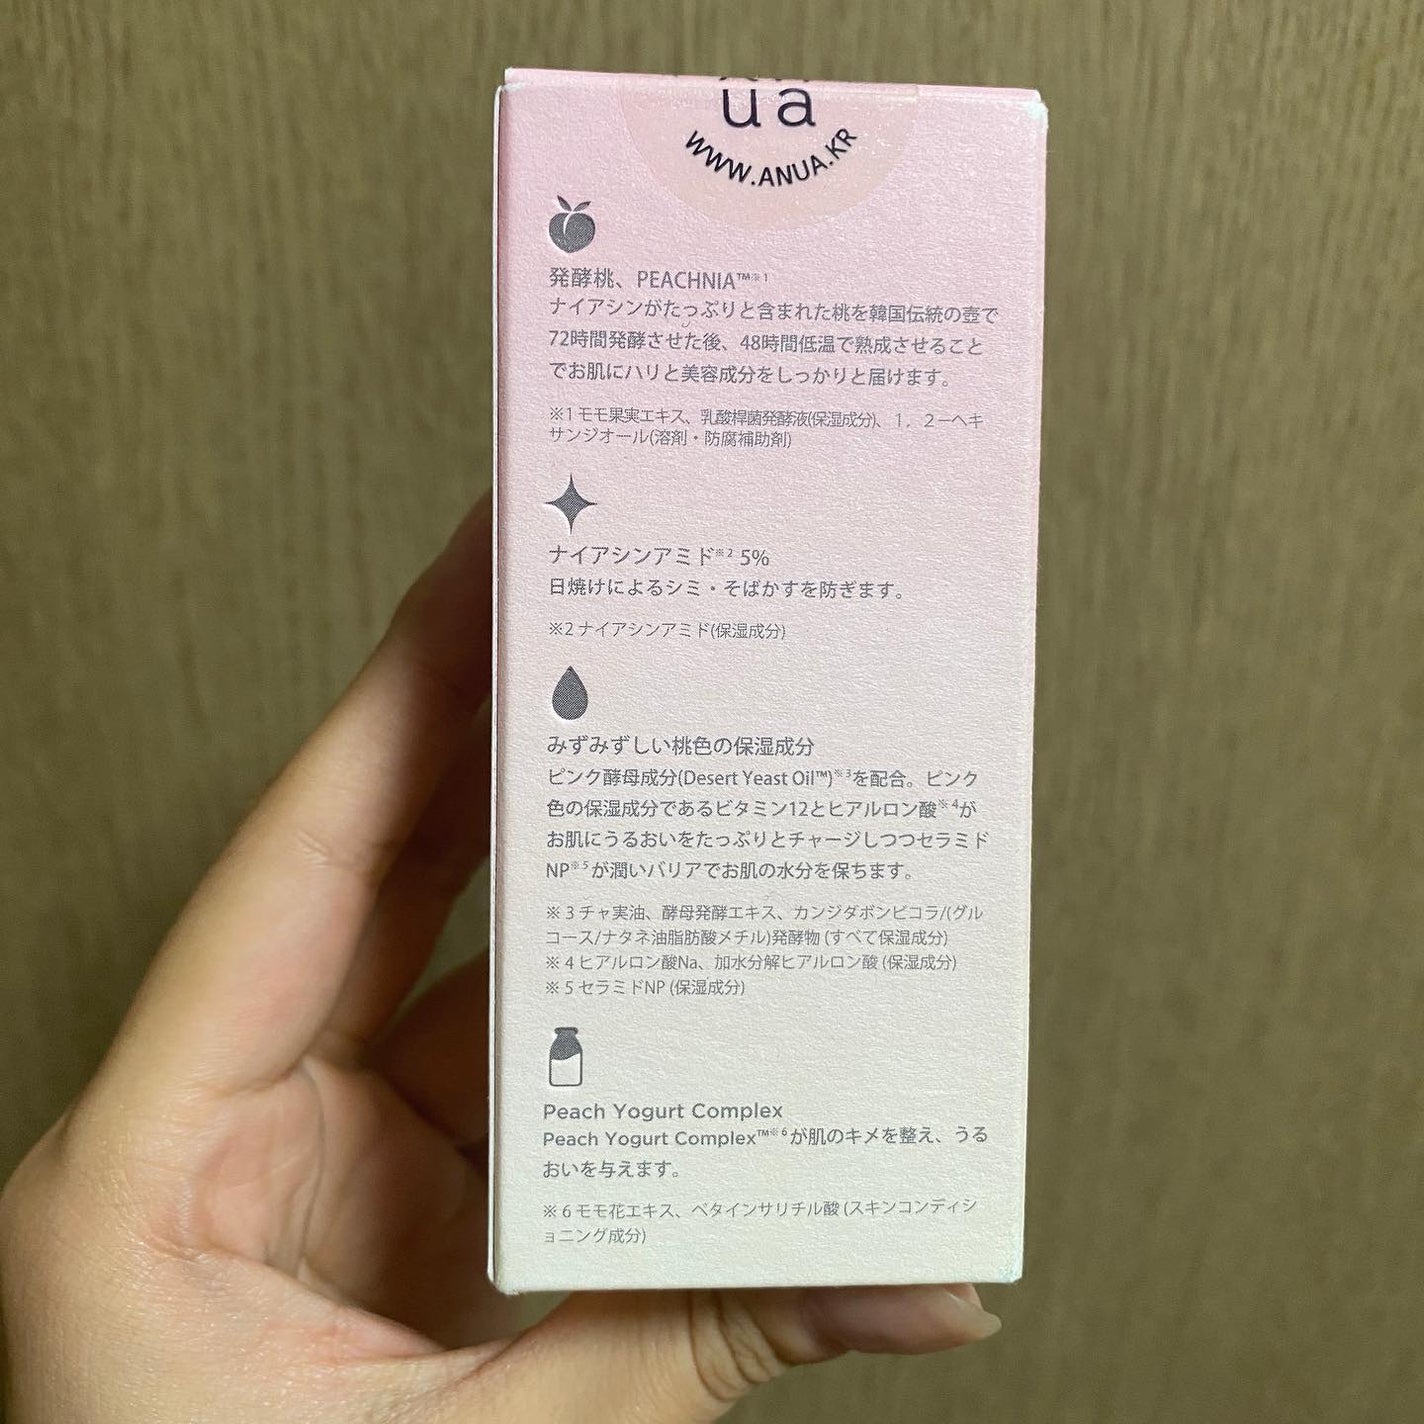 ua
WWW.ANUA.KR
発酵桃、PEACHNIA™※1
ナイアシンがたっぷりと含まれた桃を韓国伝統の壺で
72時間発酵させた後、48時間低温で熟成させること
でお肌にハリと美容成分をしっかりと届けます。
※1 モモ果実エキス、乳酸桿菌発酵液(保湿成分)、１，２－ヘキ
サンジオール(溶剤・防腐補助剤)
ナイアシンアミド※2 5%
日焼けによるシミ・そばかすを防ぎます。
※2 ナイアシンアミド(保湿成分)
みずみずしい桃色の保湿成分
ピンク酵母成分(Desert Yeast Oil™)※3を配合。ピンク
色の保湿成分であるビタミン12とヒアルロン酸※4が
お肌にうるおいをたっぷりとチャージしつつセラミド
NP※5が潤いバリアでお肌の水分を保ちます。
※ 3 チャ実油、酵母発酵エキス、カンジダボンビコラ/(グル
コース/ナタネ油脂肪酸メチル)発酵物 (すべて保湿成分)
※ 4 ヒアルロン酸Na、加水分解ヒアルロン酸 (保湿成分)
※ 5 セラミドNP (保湿成分)
Peach Yogurt Complex
Peach Yogurt Complex™※6が肌のキメを整え、うる
おいを与えます。
※ 6 モモ花エキス、ベタインサリチル酸 (スキンコンディシ
ョニング成分)